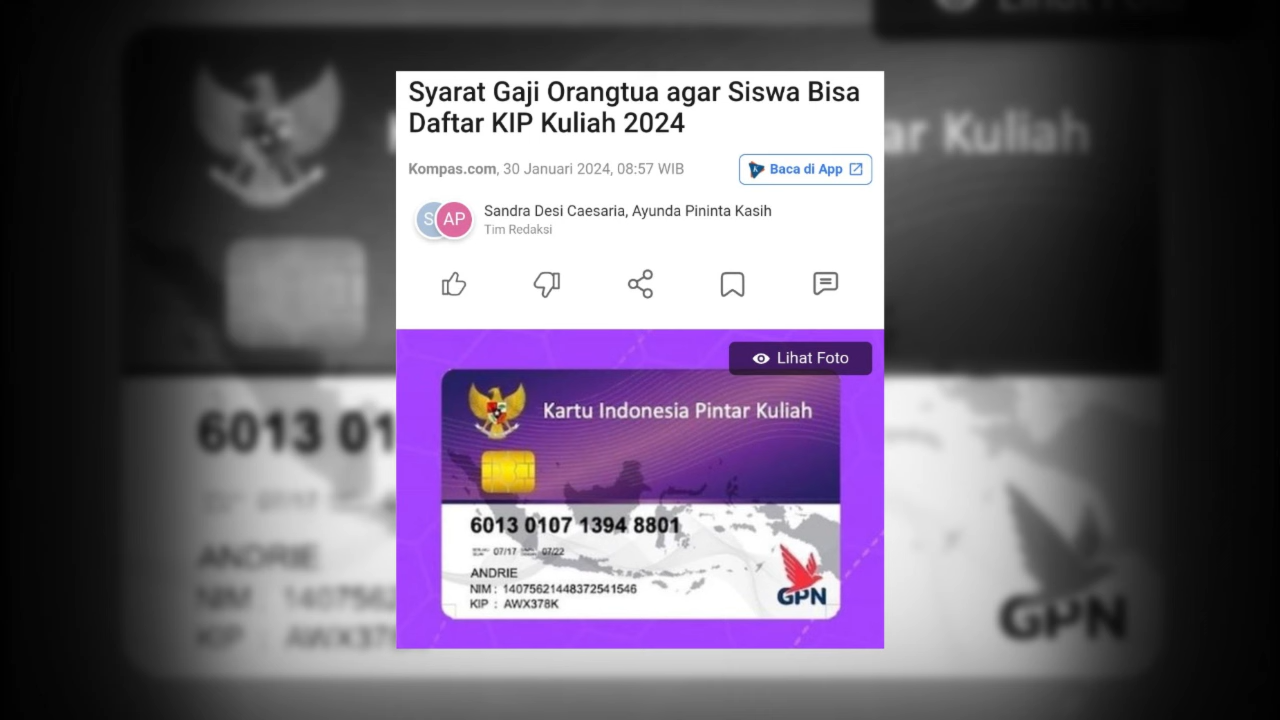 Syarat Gaji Orangtua agar Siswa Bisa
Daftar KIP Kuliah 2024
Kompas.com, 30 Januari 2024, 08:57 WIB
Baca di App
S AP
Sandra Desi Caesaria, Ayunda Pininta Kasih
Tim Redaksi
Lihat Foto
Kartu Indonesia Pintar Kuliah
6013 0107 1394 8801
07/17 07/22
ANDRIE
NIM : 14075621448372541546
KIP : AWX378K
GPN